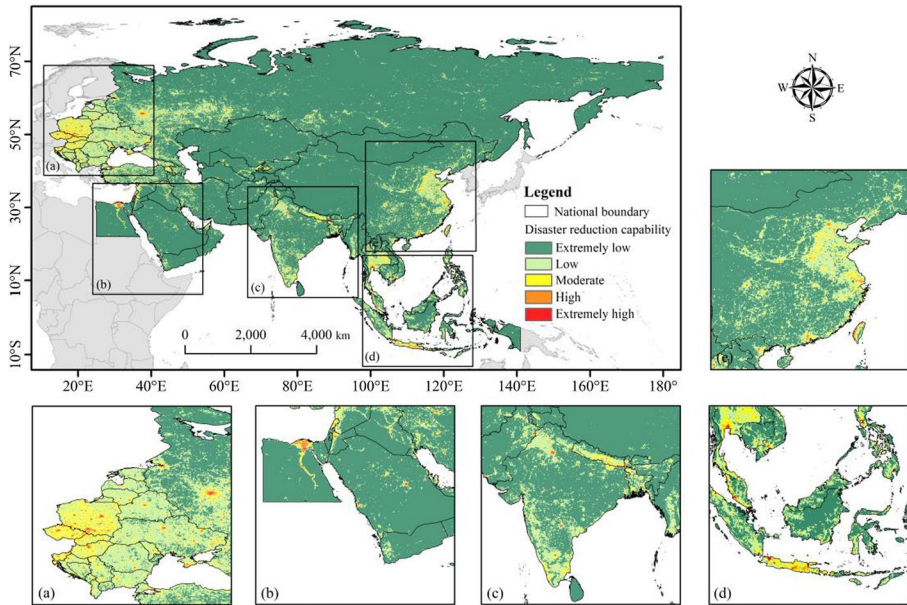 70°N
50°N
30°N
10°N
10°S
20°E
40°E
60°E
80°E
100°E
120°E
140°E
160°E
180°
(a)
(b)
(c)
(d)
(e)
0 2,000 4,000 km
Legend
National boundary
Disaster reduction capability
Extremely low
Low
Moderate
High
Extremely high
N
W E
S
(e)
(a)
(b)
(c)
(d)